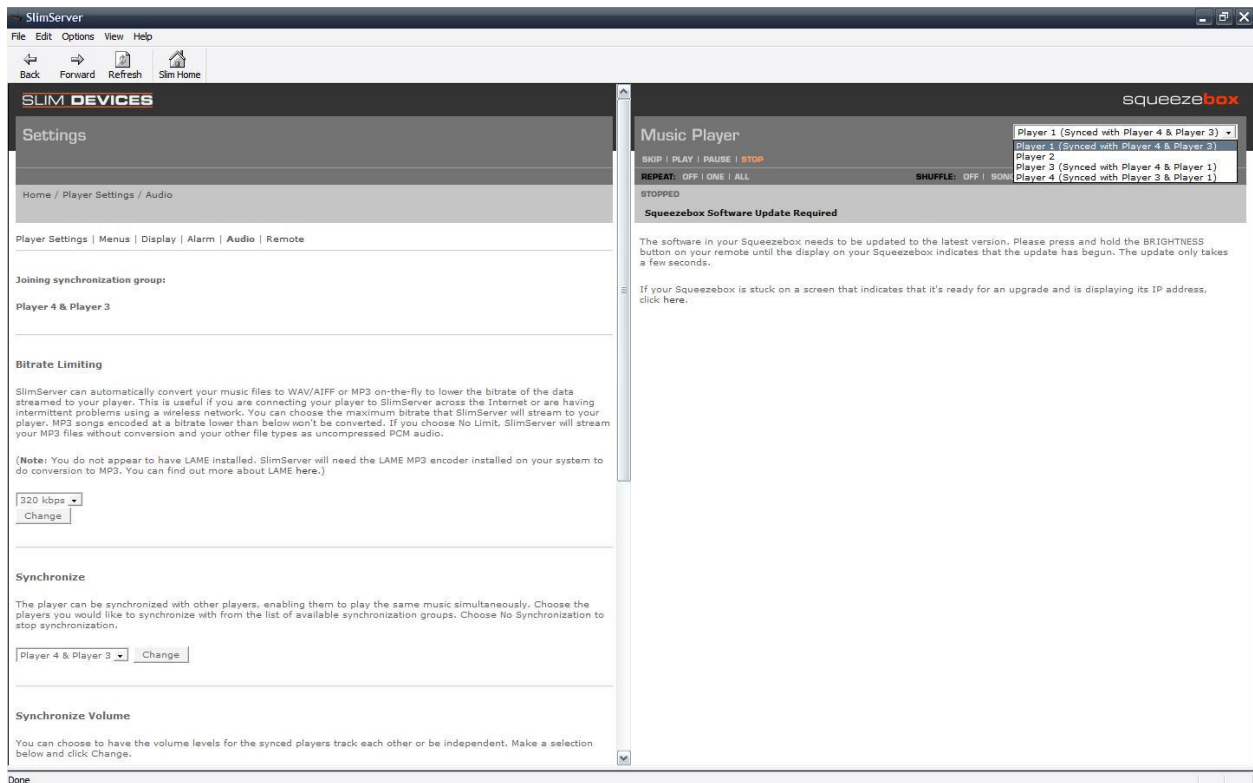 SlimServer
File Edit Options View Help
Back Forward Refresh Slim Home
SLIM DEVICES
Settings
Home / Player Settings / Audio
Player Settings | Menus | Display | Alarm | Audio | Remote
Joining synchronization group:
Player 4 & Player 3
Bitrate Limiting
SlimServer can automatically convert your music files to WAV/AIFF or MP3 on-the-fly to lower the bitrate of the data
streamed to your player. This is useful if you are connecting your player to SlimServer across the Internet or are having
intermittent problems using a wireless network. You can choose the maximum bitrate that SlimServer will stream to your
player. MP3 songs encoded at a bitrate lower than below won't be converted. If you choose No Limit, SlimServer will stream
your MP3 files without conversion and your other file types as uncompressed PCM audio.
(Note: You do not appear to have LAME installed. SlimServer will need the LAME MP3 encoder installed on your system to
do conversion to MP3. You can find out more about LAME here.)
320 kbps
Change
Synchronize
The player can be synchronized with other players, enabling them to play the same music simultaneously. Choose the
players you would like to synchronize with from the list of available synchronization groups. Choose No Synchronization to
stop synchronization.
Player 4 & Player 3 Change
Synchronize Volume
You can choose to have the volume levels for the synced players track each other or be independent. Make a selection
below and click Change.
squeezebox
Music Player
Player 1 (Synced with Player 4 & Player 3)
Player 1 (Synced with Player 4 & Player 3)
Player 2
Player 3 (Synced with Player 4 & Player 1)
Player 4 (Synced with Player 3 & Player 1)
SKIP | PLAY | PAUSE | STOP
REPEAT: OFF | ONE | ALL SHUFFLE: OFF | SON
STOPPED
Squeezebox Software Update Required
The software in your Squeezebox needs to be updated to the latest version. Please press and hold the BRIGHTNESS
button on your remote until the display on your Squeezebox indicates that the update has begun. The update only takes
a few seconds.
If your Squeezebox is stuck on a screen that indicates that it's ready for an upgrade and is displaying its IP address,
click here.
Done